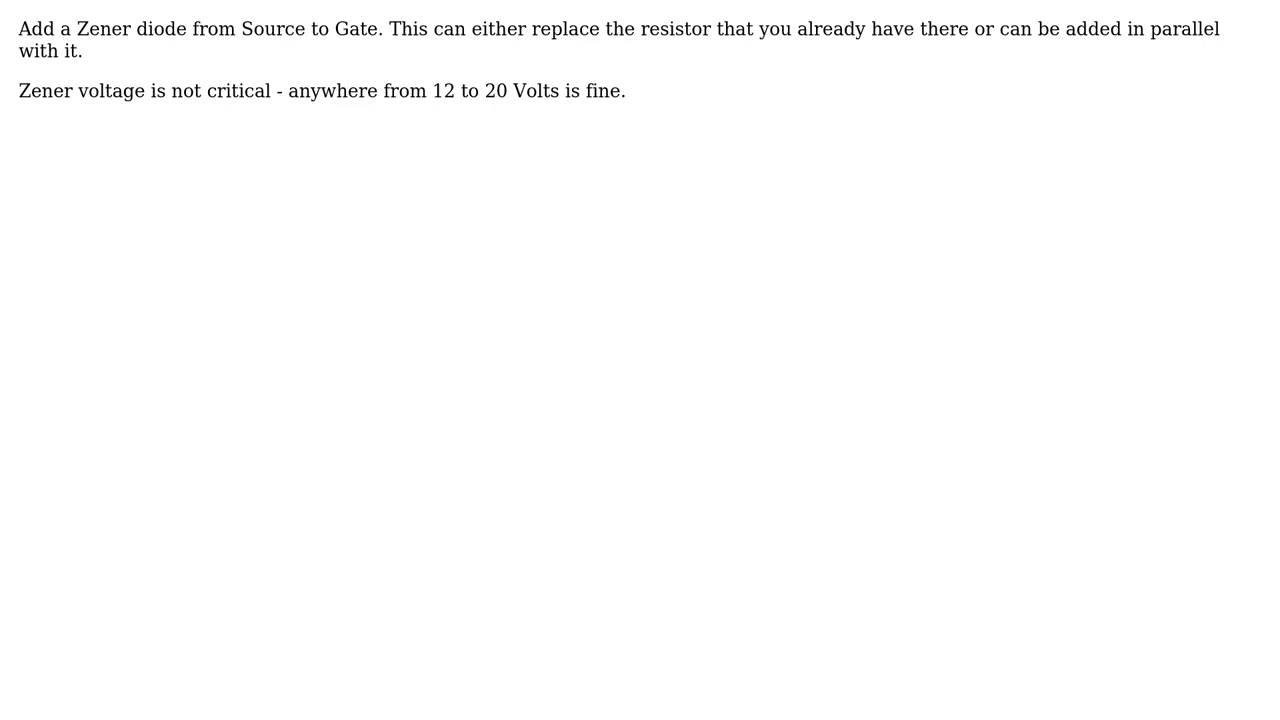 Add a Zener diode from Source to Gate. This can either replace the resistor that you already have there or can be added in parallel
with it.
Zener voltage is not critical - anywhere from 12 to 20 Volts is fine.